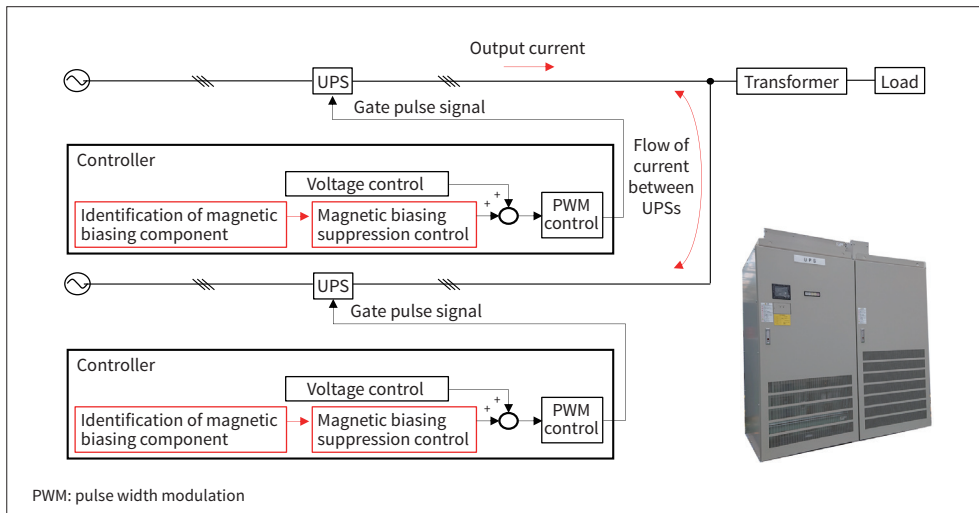 Output current
UPS
Transformer
Load
Gate pulse signal
Flow of
current
between
UPSs
Controller
Voltage control
+
+
PWM
control
Identification of magnetic
biasing component
Magnetic biasing
suppression control
UPS
UPS
Gate pulse signal
Controller
Voltage control
+
+
PWM
control
Identification of magnetic
biasing component
Magnetic biasing
suppression control
PWM: pulse width modulation